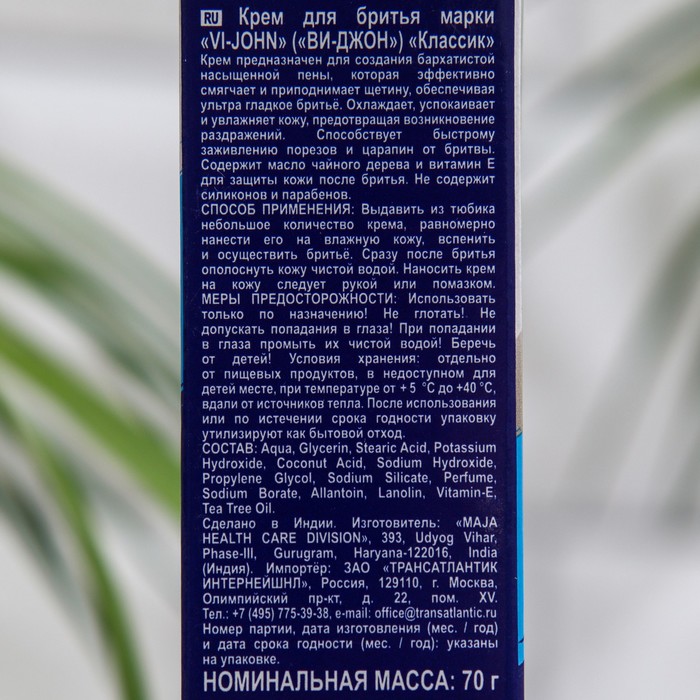 RU Крем для бритья марки
«VI-JOHN» («ВИ-ДЖОН») «Классик»
Крем предназначен для создания бархатистой
насыщенной пены, которая эффективно
смягчает и приподнимает щетину, обеспечивая
ультра гладкое бритьё. Охлаждает, успокаивает
и увлажняет кожу, предотвращая возникновение
раздражений. Способствует быстрому
заживлению порезов и царапин от бритвы.
Содержит масло чайного дерева и витамин Е
для защиты кожи после бритья. Не содержит
силиконов и парабенов.
СПОСОБ ПРИМЕНЕНИЯ: Выдавить из тюбика
небольшое количество крема, равномерно
нанести его на влажную кожу, вспенить
и осуществить бритьё. Сразу после бритья
ополоснуть кожу чистой водой. Наносить крем
на кожу следует рукой или помазком.
МЕРЫ ПРЕДОСТОРОЖНОСТИ: Использовать
только по назначению! Не глотать! Не
допускать попадания в глаза! При попадании
в глаза промыть их чистой водой! Беречь
от детей! Условия хранения: отдельно
от пищевых продуктов, в недоступном для
детей месте, при температуре от + 5 °С до +40 °С,
вдали от источников тепла. После использования
или по истечении срока годности упаковку
утилизируют как бытовой отход.
СОСТАВ: Aqua, Glycerin, Stearic Acid, Potassium
Hydroxide, Coconut Acid, Sodium Hydroxide,
Propylene Glycol, Sodium Silicate, Perfume,
Sodium Borate, Allantoin, Lanolin, Vitamin-E,
Tea Tree Oil.
Сделано в Индии. Изготовитель: «MAJA
HEALTH CARE DIVISION», 393, Udyog Vihar,
Phase-III, Gurugram, Haryana-122016, India
(Индия). Импортёр: ЗАО «ТРАНСАТЛАНТИК
ИНТЕРНЕЙШНЛ», Россия, 129110, г. Москва,
Олимпийский пр-кт, д. 22, пом. XV.
Тел.: +7 (495) 775-39-38, e-mail: office@transatlantic.ru
Номер партии, дата изготовления (мес. / год)
и дата срока годности (мес. / год): указаны
на упаковке.
НОМИНАЛЬНАЯ МАССА: 70 г